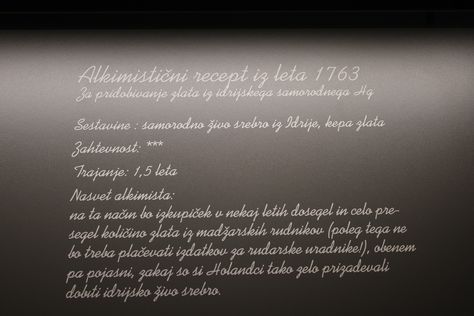 Alkimistični recept iz leta 1763
Za pridobivanje zlata iz idrijskega samorodnega Hg
Sestavine : samorodno živo srebro iz Idrije, kepa zlata
Zahtevnost: ***
Trajanje: 1,5 leta
Nasvet alkimista:
na ta način bo izkupiček v nekaj letih dosegel in celo pre-
segel količino zlata iz madžarskih rudnikov (poleg tega ne
bo treba plačevati izdatkov za rudarske uradnike!), obenem
pa pojasni, zakaj so si Holandci tako zelo prizadevali
dobiti idrijsko živo srebro.